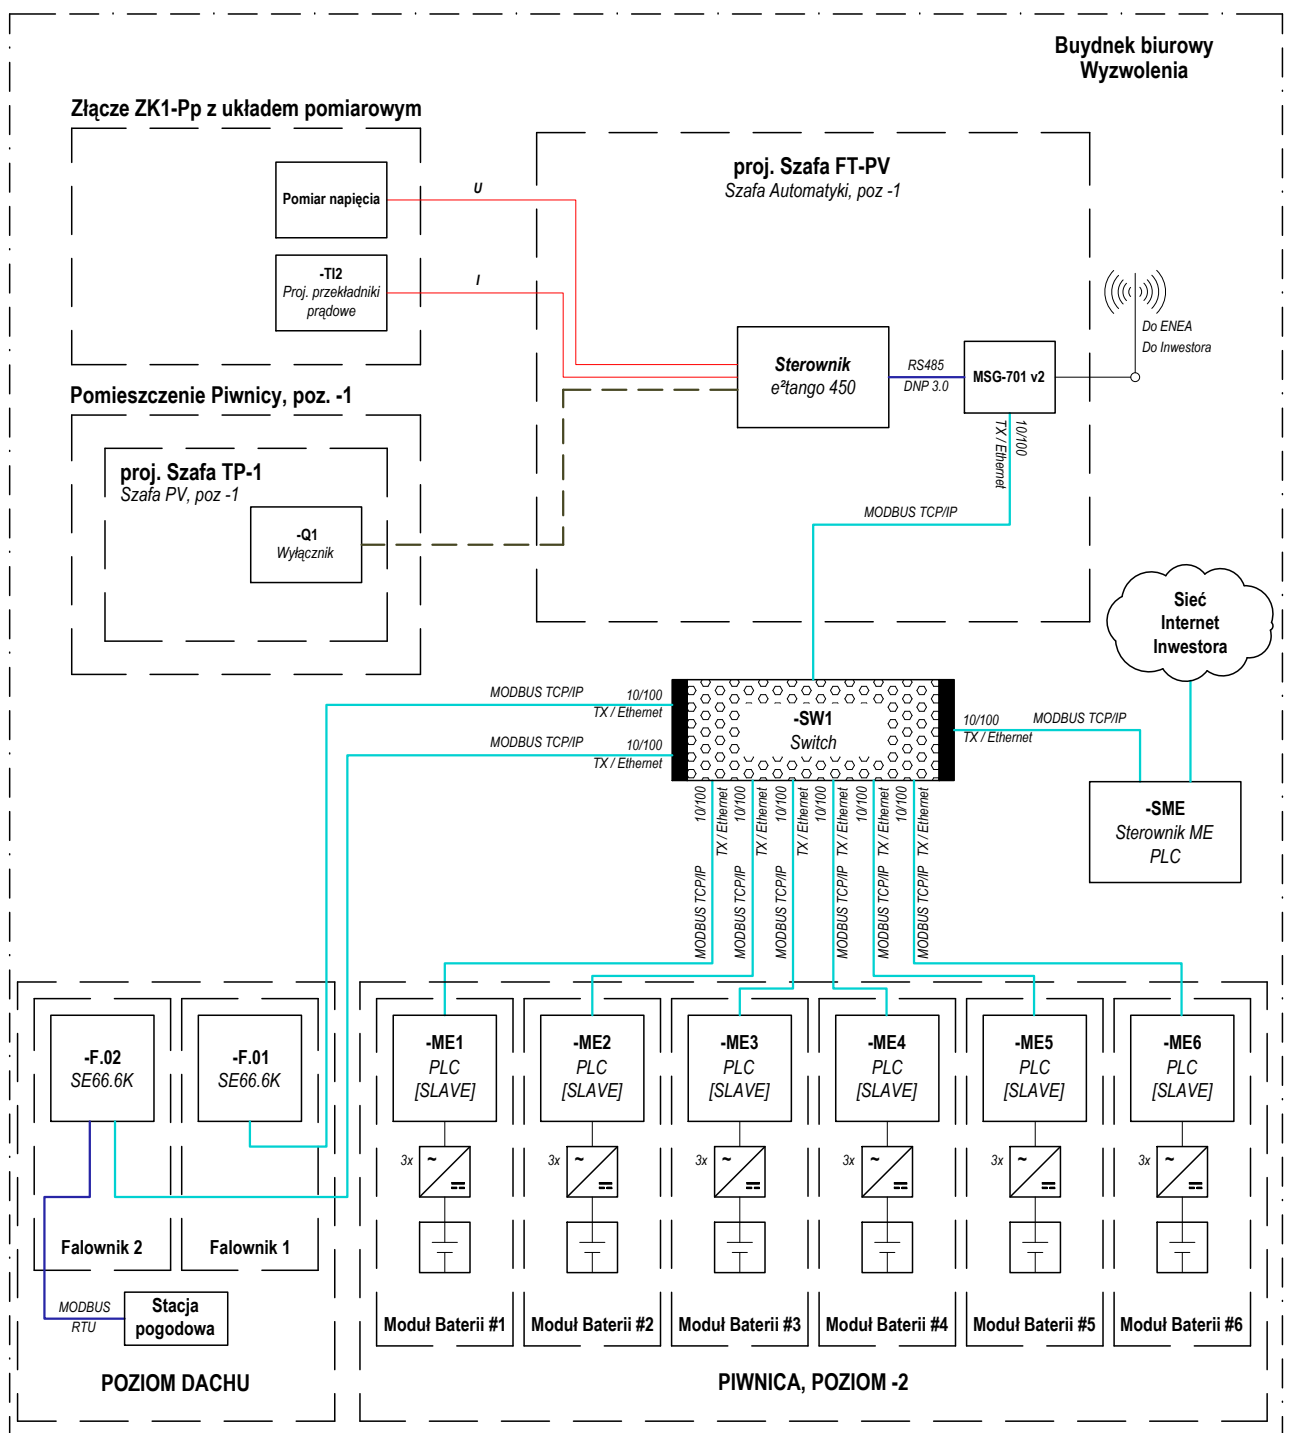 Buydnek biurowy
Wyzwolenia
Złącze ZK1-Pp z układem pomiarowym
Pomiar napięcia
U
-TI2
Proj. przekładniki
prądowe
I
proj. Szafa FT-PV
Szafa Automatyki, poz -1
Sterownik
e²tango 450
RS485
DNP 3.0
MSG-701 v2
Do ENEA
Do Inwestora
10/100
TX / Ethernet
MODBUS TCP/IP
Pomieszczenie Piwnicy, poz. -1
proj. Szafa TP-1
Szafa PV, poz -1
-Q1
Wyłącznik
Sieć
Internet
Inwestora
MODBUS TCP/IP
10/100
TX / Ethernet
MODBUS TCP/IP
10/100
TX / Ethernet
-SW1
Switch
10/100
TX / Ethernet
MODBUS TCP/IP
-SME
Sterownik ME
PLC
10/100
TX / Ethernet
MODBUS TCP/IP
10/100
TX / Ethernet
MODBUS TCP/IP
10/100
TX / Ethernet
MODBUS TCP/IP
10/100
TX / Ethernet
MODBUS TCP/IP
10/100
TX / Ethernet
MODBUS TCP/IP
10/100
TX / Ethernet
MODBUS TCP/IP
-F.02
SE66.6K
Falownik 2
-F.01
SE66.6K
Falownik 1
MODBUS
RTU
Stacja
pogodowa
POZIOM DACHU
-ME1
PLC
[SLAVE]
3x
Moduł Baterii #1
-ME2
PLC
[SLAVE]
3x
Moduł Baterii #2
-ME3
PLC
[SLAVE]
3x
Moduł Baterii #3
-ME4
PLC
[SLAVE]
3x
Moduł Baterii #4
-ME5
PLC
[SLAVE]
3x
Moduł Baterii #5
-ME6
PLC
[SLAVE]
3x
Moduł Baterii #6
PIWNICA, POZIOM -2